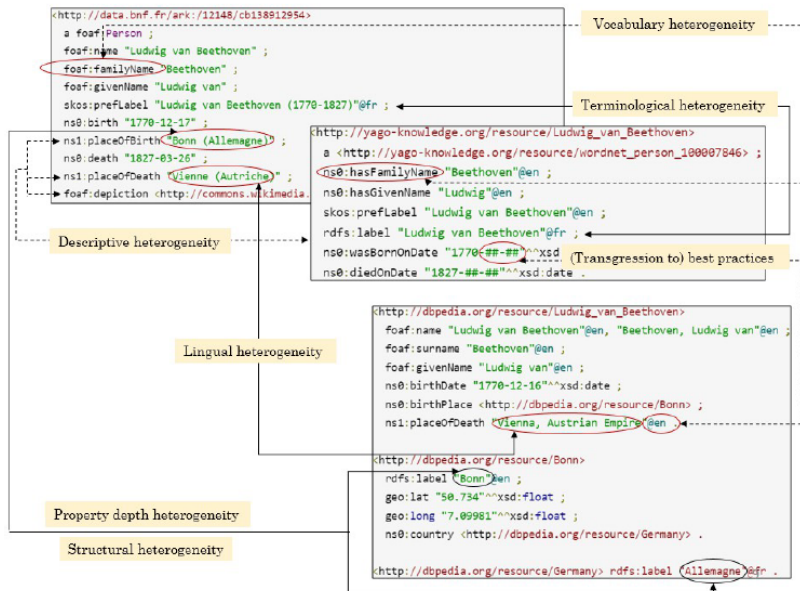 <http://data.bnf.fr/ark:/12148/cb138912954>
a foaf:Person ;
foaf:name "Ludwig van Beethoven" ;
foaf:familyName "Beethoven" ;
foaf:givenName "Ludwig van" ;
skos:prefLabel "Ludwig van Beethoven (1770-1827)"@fr ;
ns0:birth "1770-12-17" ;
ns1:placeOfBirth "Bonn (Allemagne)" ;
ns0:death "1827-03-26" ;
ns1:placeOfDeath "Vienne (Autriche)" ;
foaf:depiction <http://commons.wikimedia.
Vocabulary heterogeneity
Terminological heterogeneity
<http://yago-knowledge.org/resource/Ludwig_van_Beethoven>
a <http://yago-knowledge.org/resource/wordnet_person_100007846> ;
ns0:hasFamilyName "Beethoven"@en ;
ns0:hasGivenName "Ludwig"@en ;
skos:prefLabel "Ludwig van Beethoven"@en ;
rdfs:label "Ludwig van Beethoven"@fr ;
ns0:wasBornOnDate "1770-##-##"^^xsd
ns0:diedOnDate "1827-##-##"^^xsd:date .
Descriptive heterogeneity
(Transgression to) best practices
Lingual heterogeneity
<http://dbpedia.org/resource/Ludwig_van_Beethoven>
foaf:name "Ludwig van Beethoven"@en, "Beethoven, Ludwig van"@en ;
foaf:surname "Beethoven"@en ;
foaf:givenName "Ludwig van"@en ;
ns0:birthDate "1770-12-16"^^xsd:date ;
ns0:birthPlace <http://dbpedia.org/resource/Bonn> ;
ns1:placeOfDeath "Vienna, Austrian Empire"@en .
<http://dbpedia.org/resource/Bonn>
rdfs:label "Bonn"@en ;
geo:lat "50.734"^^xsd:float ;
geo:long "7.09981"^^xsd:float ;
ns0:country <http://dbpedia.org/resource/Germany> .
<http://dbpedia.org/resource/Germany> rdfs:label "Allemagne"@fr .
Property depth heterogeneity
Structural heterogeneity